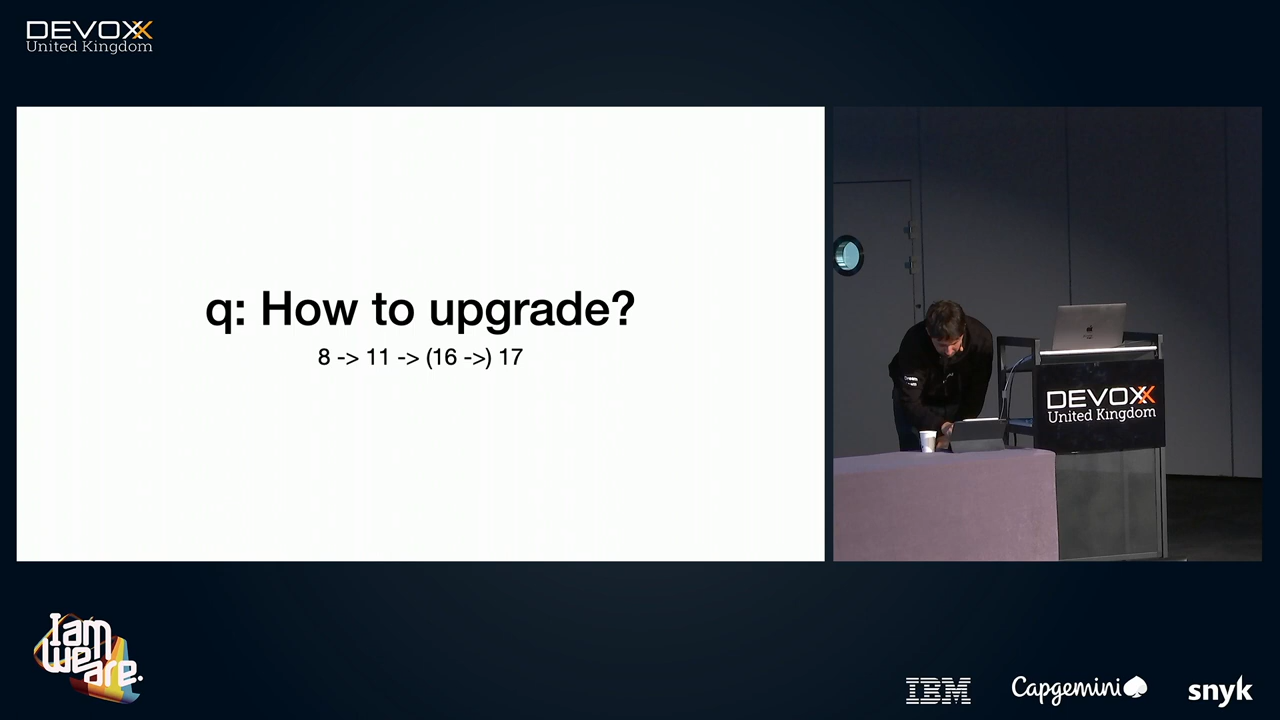 DEVOXX
United Kingdom
q: How to upgrade?
8 -> 11 -> (16 ->) 17
DEVOXX
United Kingdom
I am
we
are.
IBM
Capgemini
snyk